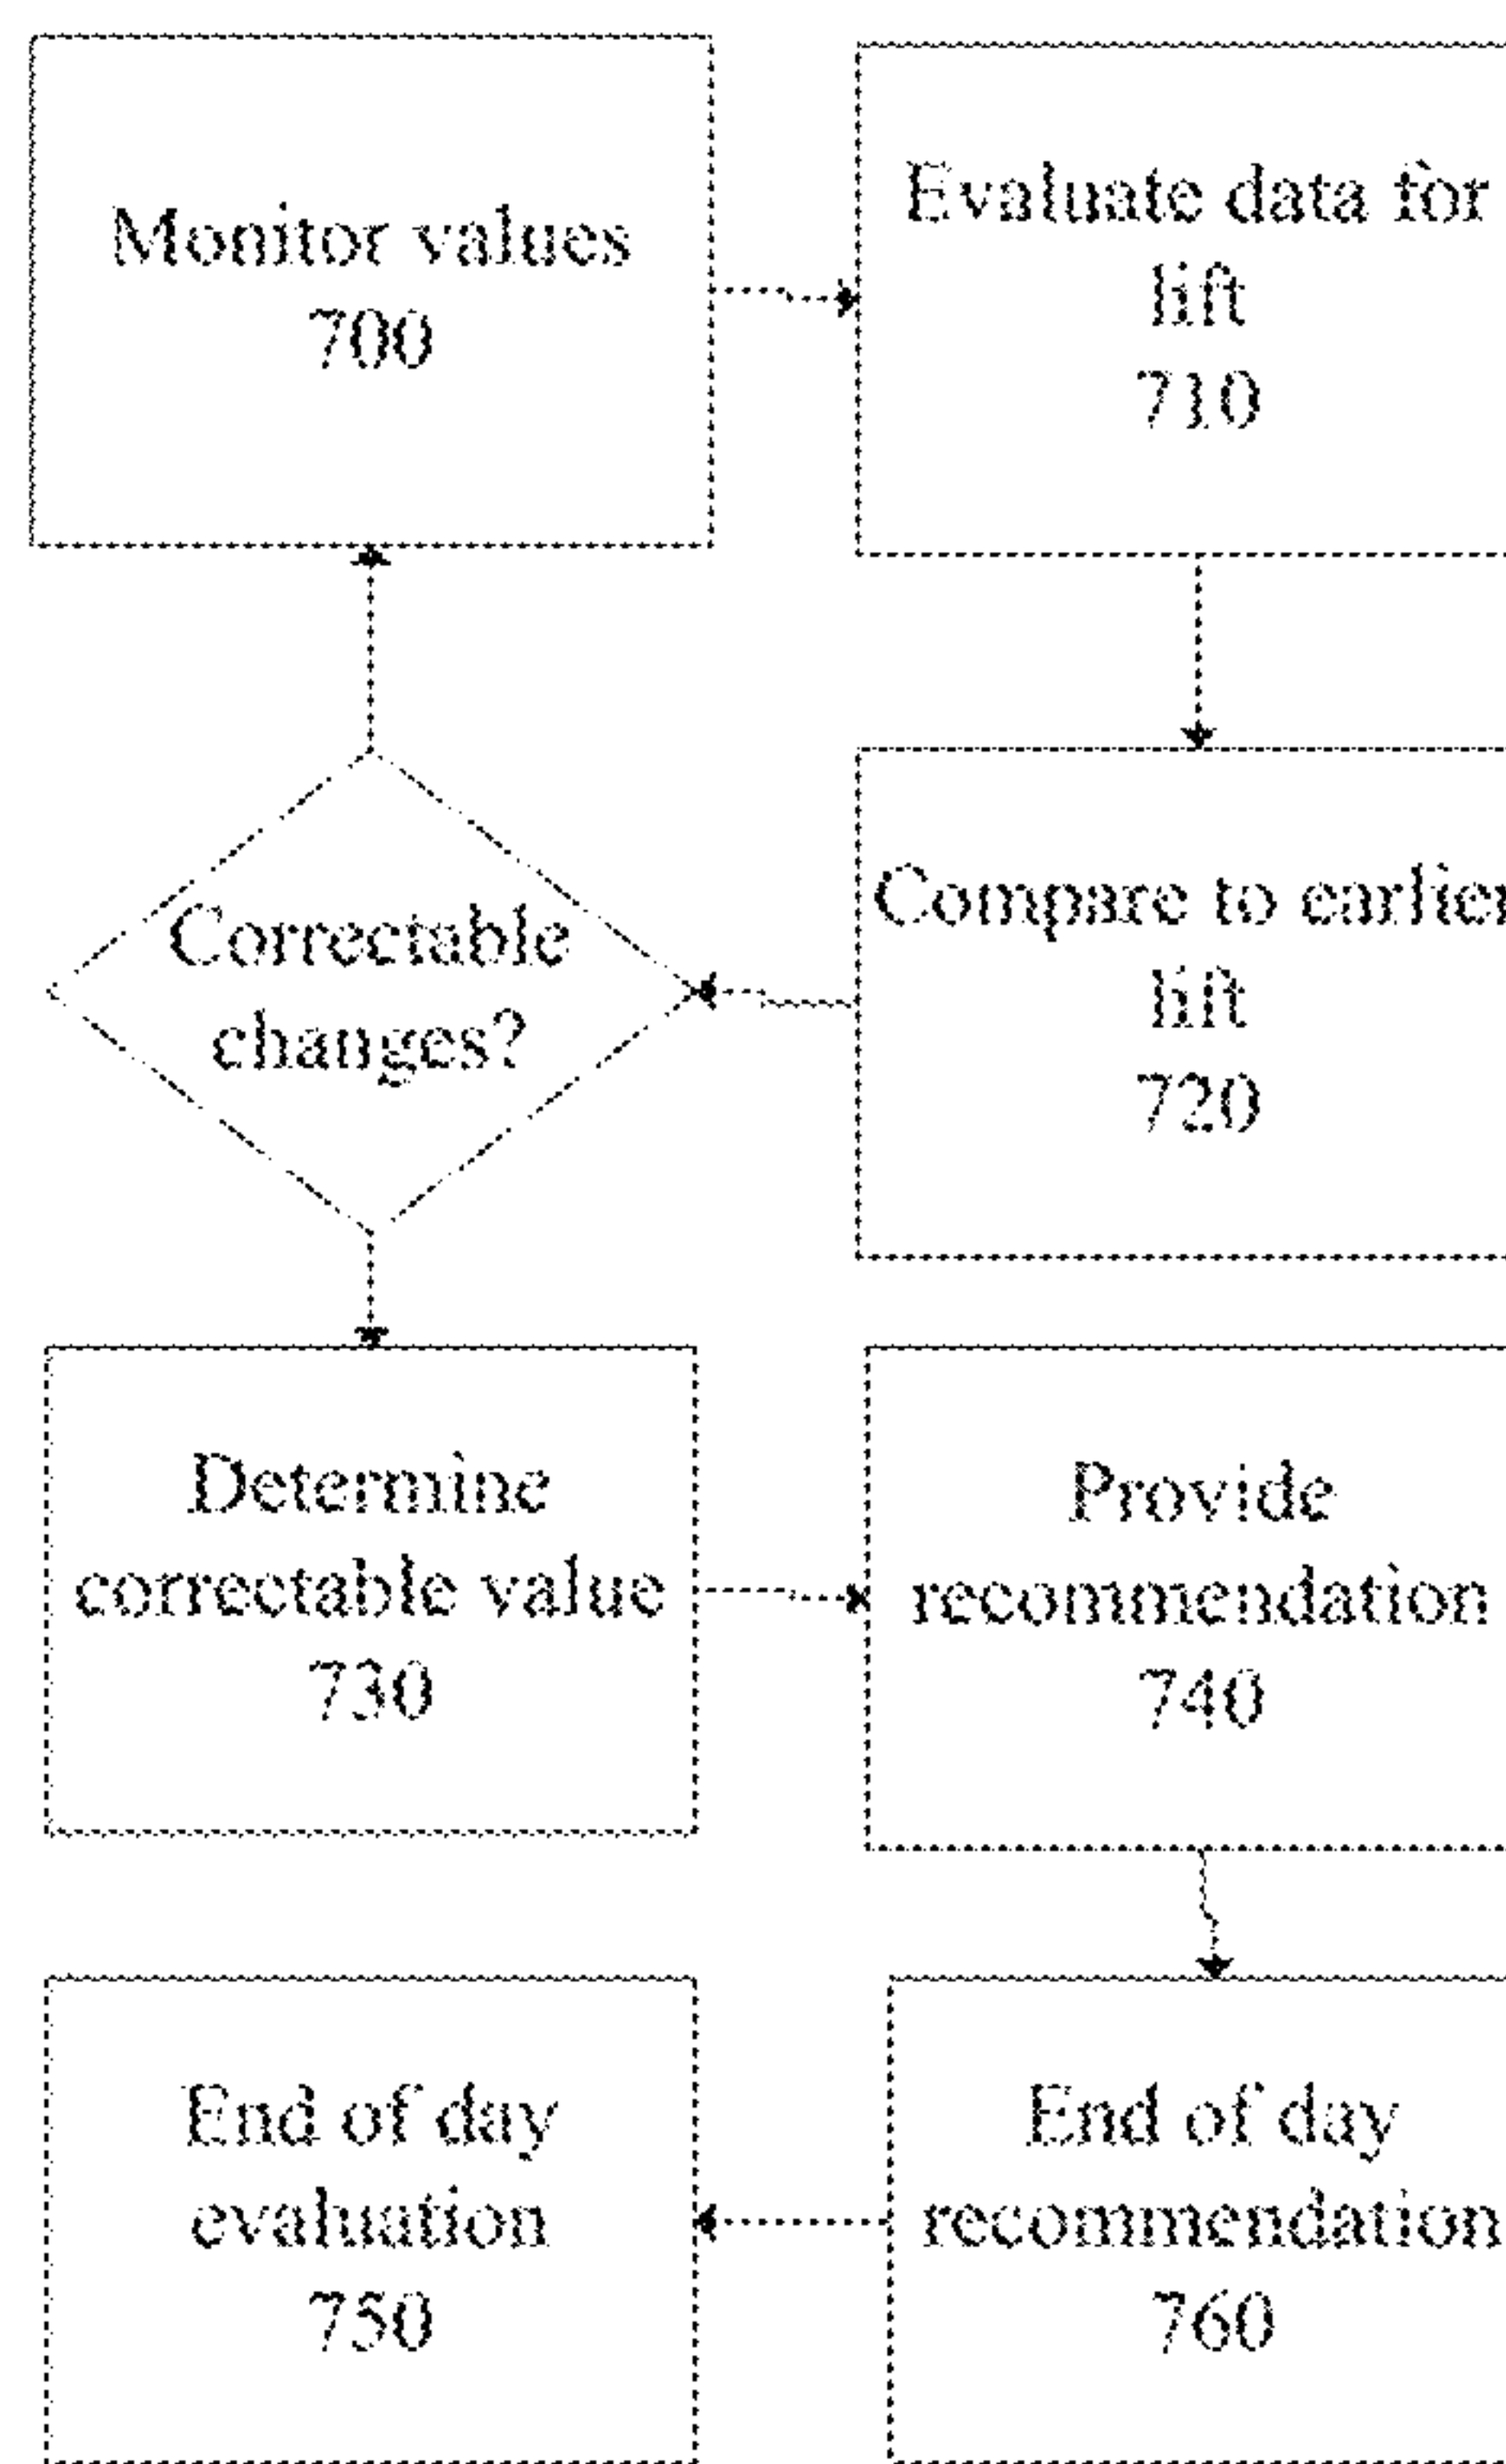 Monitor values
700
Evaluate data for
lift
710
Compare to earlier
lift
720
Correctable
changes?
Determine
correctable value
730
Provide
recommendation
740
End of day
recommendation
760
End of day
evaluation
750